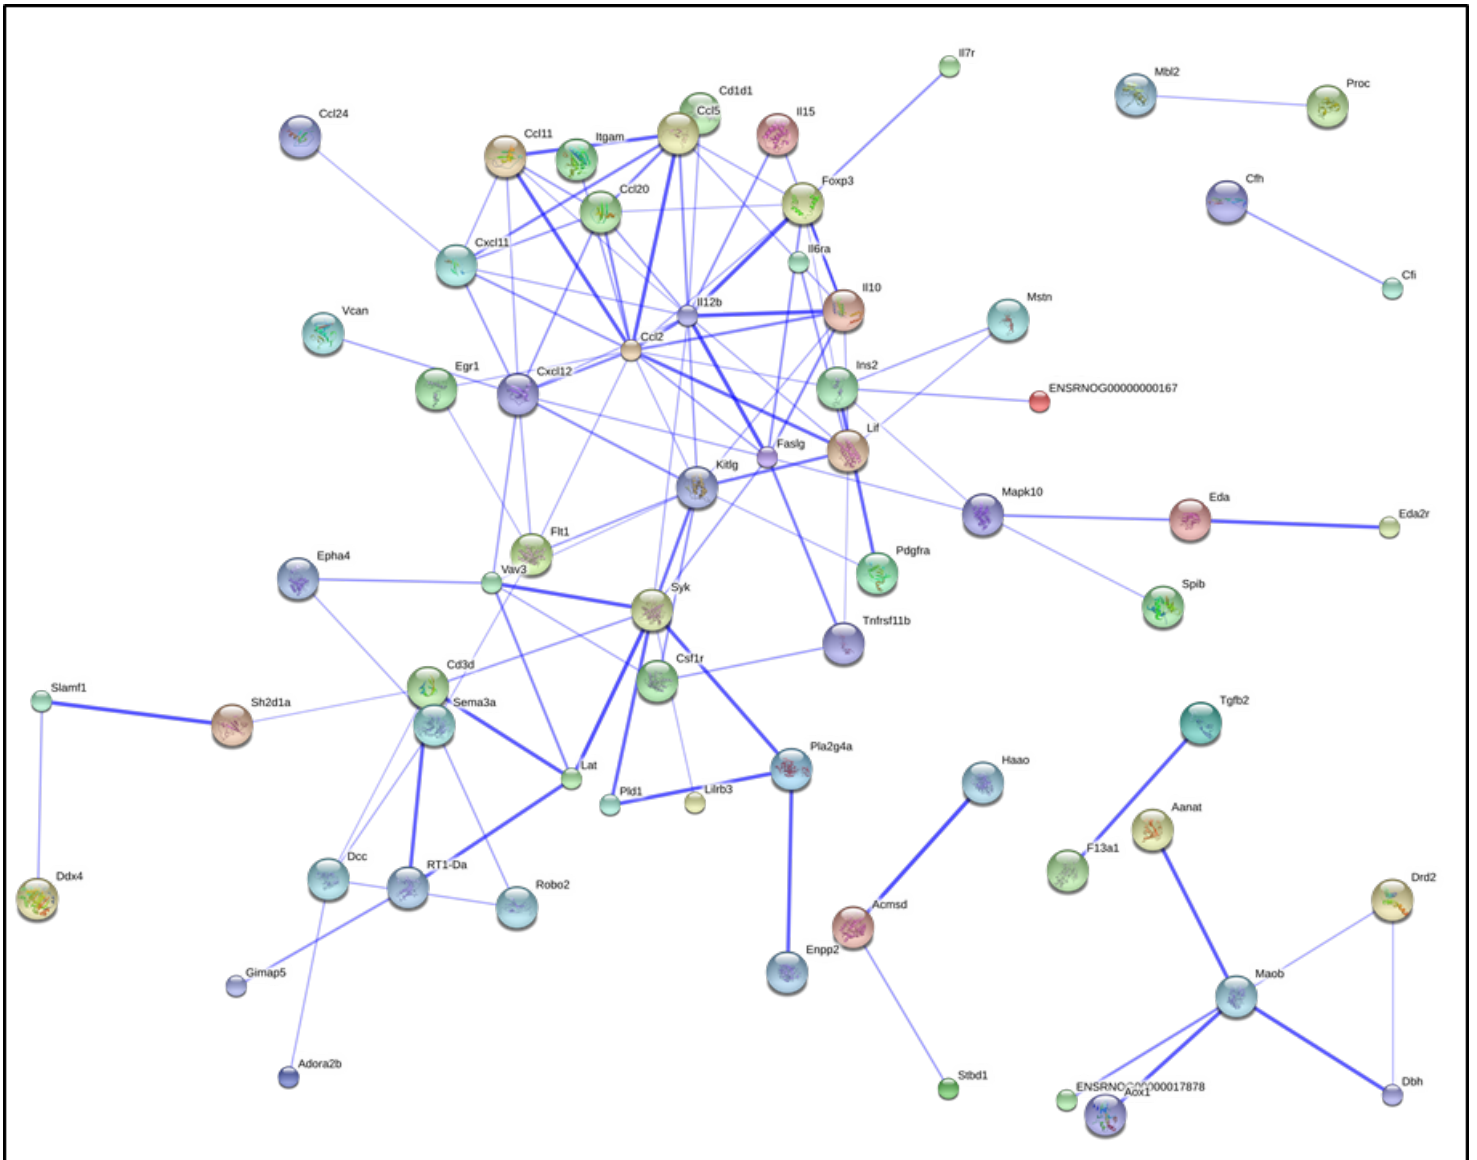 Il7r
Mbl2
Proc
Cd1d1
Ccl5
Il15
Ccl24
Ccl11
Itgam
Foxp3
Cfh
Ccl20
Cxcl11
Il6ra
Cfi
Il10
Mstn
Il12b
Vcan
Ccl2
Egr1
Cxcl12
Ins2
ENSRNOG00000000167
Lif
Faslg
Kitlg
Mapk10
Eda
Eda2r
Flt1
Epha4
Vav3
Syk
Pdgfra
Spib
Tnfrsf11b
Cd3d
Csf1r
Slamf1
Sh2d1a
Sema3a
Tgfb2
Pla2g4a
Haao
Lat
Pld1
Lilrb3
Aanat
F13a1
Dcc
RT1-Da
Ddx4
Robo2
Drd2
Acmsd
Enpp2
Gimap5
Maob
Adora2b
Stbd1
ENSRNOG00000017878
Aox1
Dbh